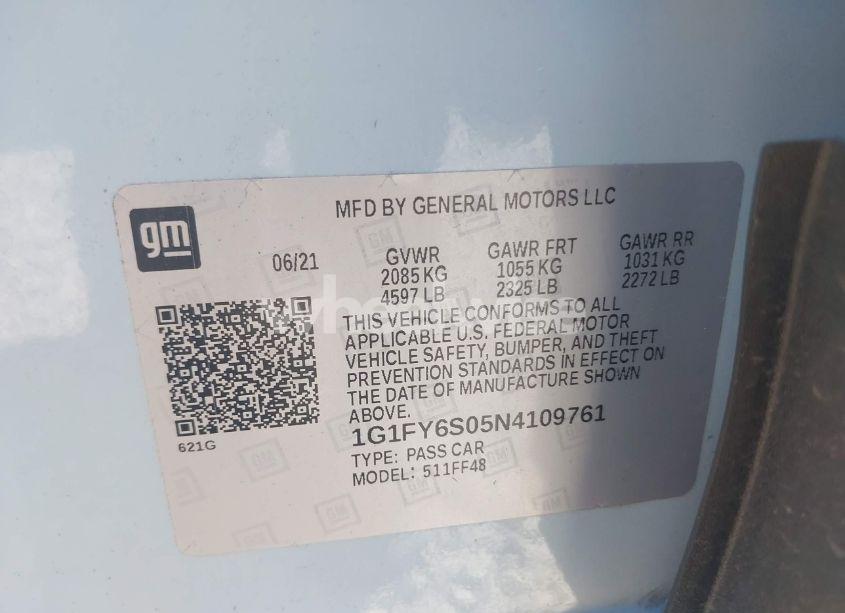 gm
MFD BY GENERAL MOTORS LLC
06/21
GVWR
2085 KG
4597 LB
GAWR FRT
1055 KG
2325 LB
GAWR RR
1031 KG
2272 LB
THIS VEHICLE CONFORMS TO ALL
APPLICABLE U.S. FEDERAL MOTOR
VEHICLE SAFETY, BUMPER, AND THEFT
PREVENTION STANDARDS IN EFFECT ON
THE DATE OF MANUFACTURE SHOWN
ABOVE.
621G
1G1FY6S05N4109761
TYPE: PASS CAR
MODEL: 511FF48